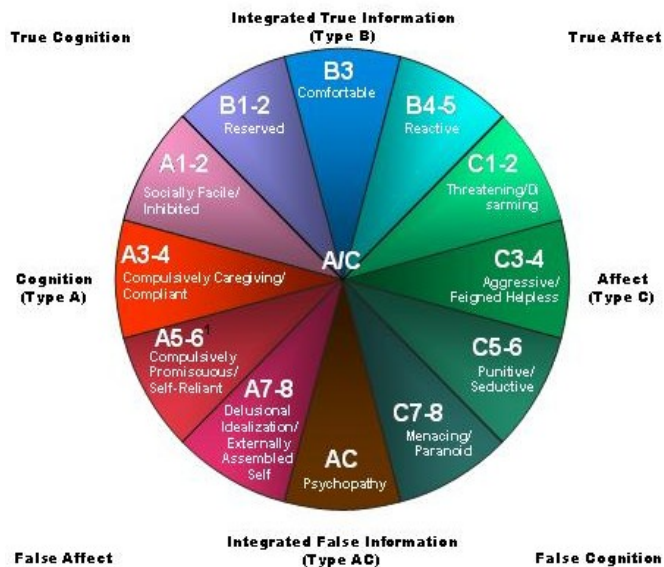 Integrated True Information
(Type B)
True Cognition
True Affect
B3
Comfortable
B1-2
Reserved
B4-5
Reactive
A1-2
Socially Facile/
Inhibited
C1-2
Threatening/Di
sarming
A/C
A3-4
Compulsively Caregiving/
Compliant
C3-4
Aggressive/
Feigned Helpless
Cognition
(Type A)
Affect
(Type C)
A5-6¹
Compulsively
Promiscuous/
Self-Reliant
C5-6
Punitive/
Seductive
A7-8
Delusional
Idealization/
Externally
Assembled
Self
C7-8
Menacing/
Paranoid
AC
Psychopathy
Integrated False Information
(Type AC)
False Affect
False Cognition